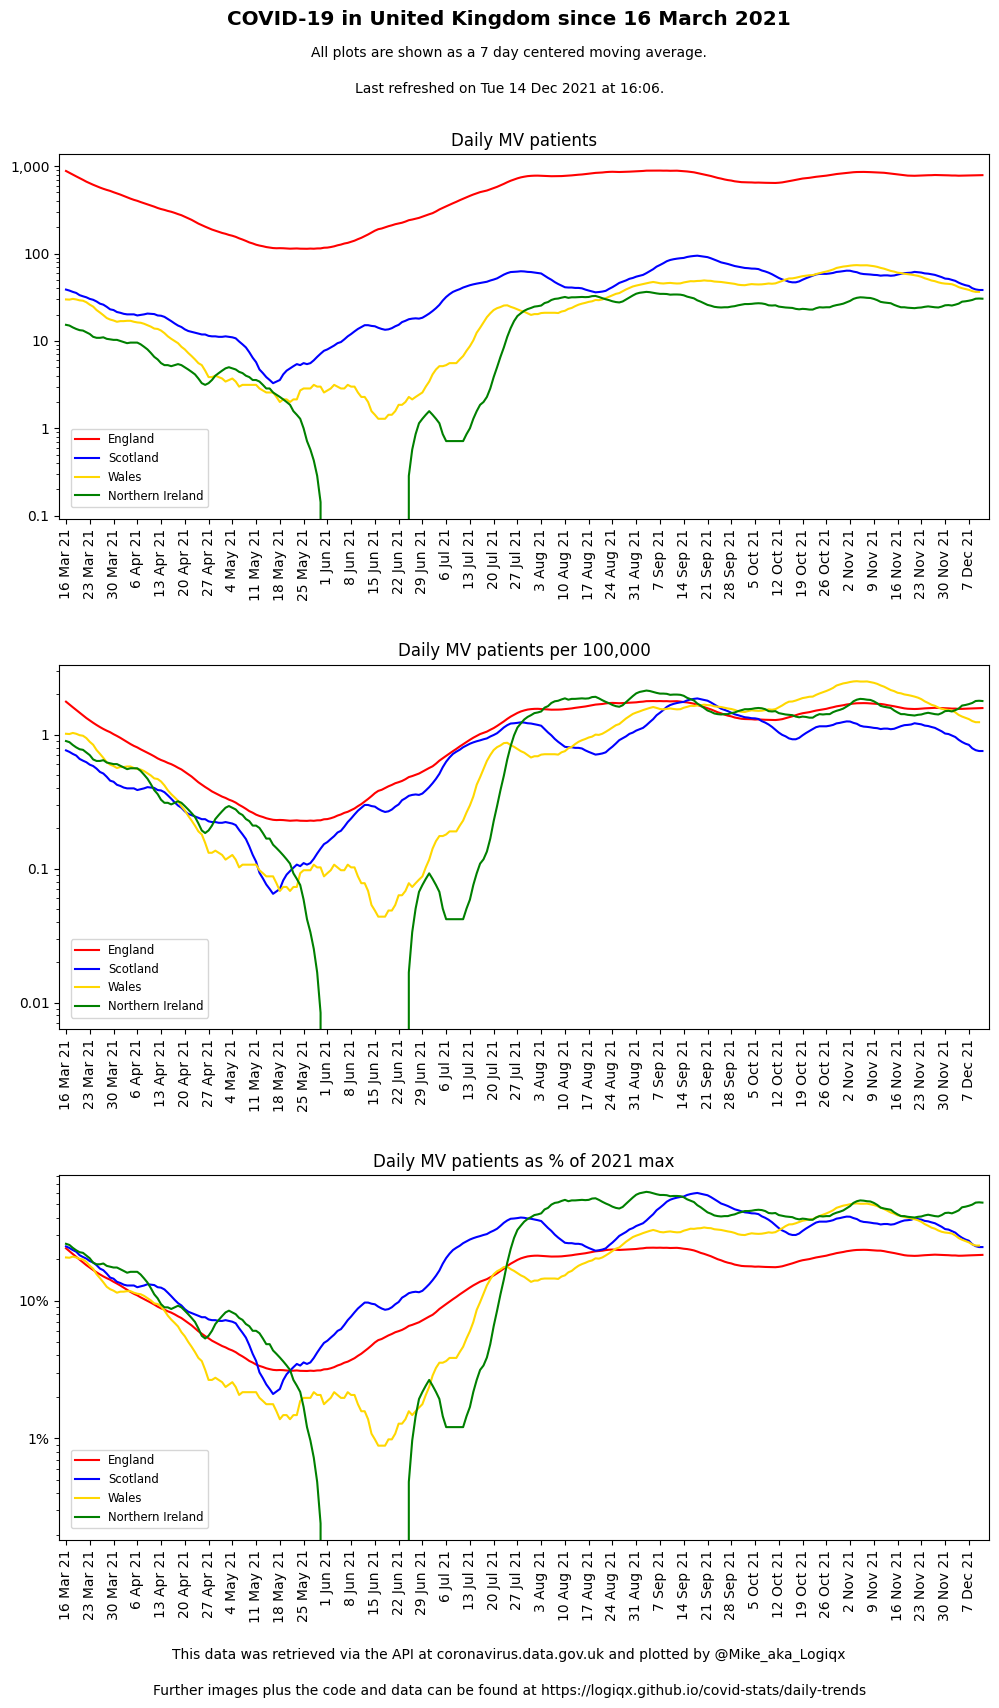 COVID-19 in United Kingdom since 16 March 2021
All plots are shown as a 7 day centered moving average.
Last refreshed on Tue 14 Dec 2021 at 16:06.
Daily MV patients
1,000
100
10
1
0.1
England
Scotland
Wales
Northern Ireland
16 Mar 21
23 Mar 21
30 Mar 21
6 Apr 21
13 Apr 21
20 Apr 21
27 Apr 21
4 May 21
11 May 21
18 May 21
25 May 21
1 Jun 21
8 Jun 21
15 Jun 21
22 Jun 21
29 Jun 21
6 Jul 21
13 Jul 21
20 Jul 21
27 Jul 21
3 Aug 21
10 Aug 21
17 Aug 21
24 Aug 21
31 Aug 21
7 Sep 21
14 Sep 21
21 Sep 21
28 Sep 21
5 Oct 21
12 Oct 21
19 Oct 21
26 Oct 21
2 Nov 21
9 Nov 21
16 Nov 21
23 Nov 21
30 Nov 21
7 Dec 21
Daily MV patients per 100,000
1
0.1
0.01
England
Scotland
Wales
Northern Ireland
16 Mar 21
23 Mar 21
30 Mar 21
6 Apr 21
13 Apr 21
20 Apr 21
27 Apr 21
4 May 21
11 May 21
18 May 21
25 May 21
1 Jun 21
8 Jun 21
15 Jun 21
22 Jun 21
29 Jun 21
6 Jul 21
13 Jul 21
20 Jul 21
27 Jul 21
3 Aug 21
10 Aug 21
17 Aug 21
24 Aug 21
31 Aug 21
7 Sep 21
14 Sep 21
21 Sep 21
28 Sep 21
5 Oct 21
12 Oct 21
19 Oct 21
26 Oct 21
2 Nov 21
9 Nov 21
16 Nov 21
23 Nov 21
30 Nov 21
7 Dec 21
Daily MV patients as % of 2021 max
10%
1%
England
Scotland
Wales
Northern Ireland
16 Mar 21
23 Mar 21
30 Mar 21
6 Apr 21
13 Apr 21
20 Apr 21
27 Apr 21
4 May 21
11 May 21
18 May 21
25 May 21
1 Jun 21
8 Jun 21
15 Jun 21
22 Jun 21
29 Jun 21
6 Jul 21
13 Jul 21
20 Jul 21
27 Jul 21
3 Aug 21
10 Aug 21
17 Aug 21
24 Aug 21
31 Aug 21
7 Sep 21
14 Sep 21
21 Sep 21
28 Sep 21
5 Oct 21
12 Oct 21
19 Oct 21
26 Oct 21
2 Nov 21
9 Nov 21
16 Nov 21
23 Nov 21
30 Nov 21
7 Dec 21
This data was retrieved via the API at coronavirus.data.gov.uk and plotted by @Mike_aka_Logiqx
Further images plus the code and data can be found at https://logiqx.github.io/covid-stats/daily-trends